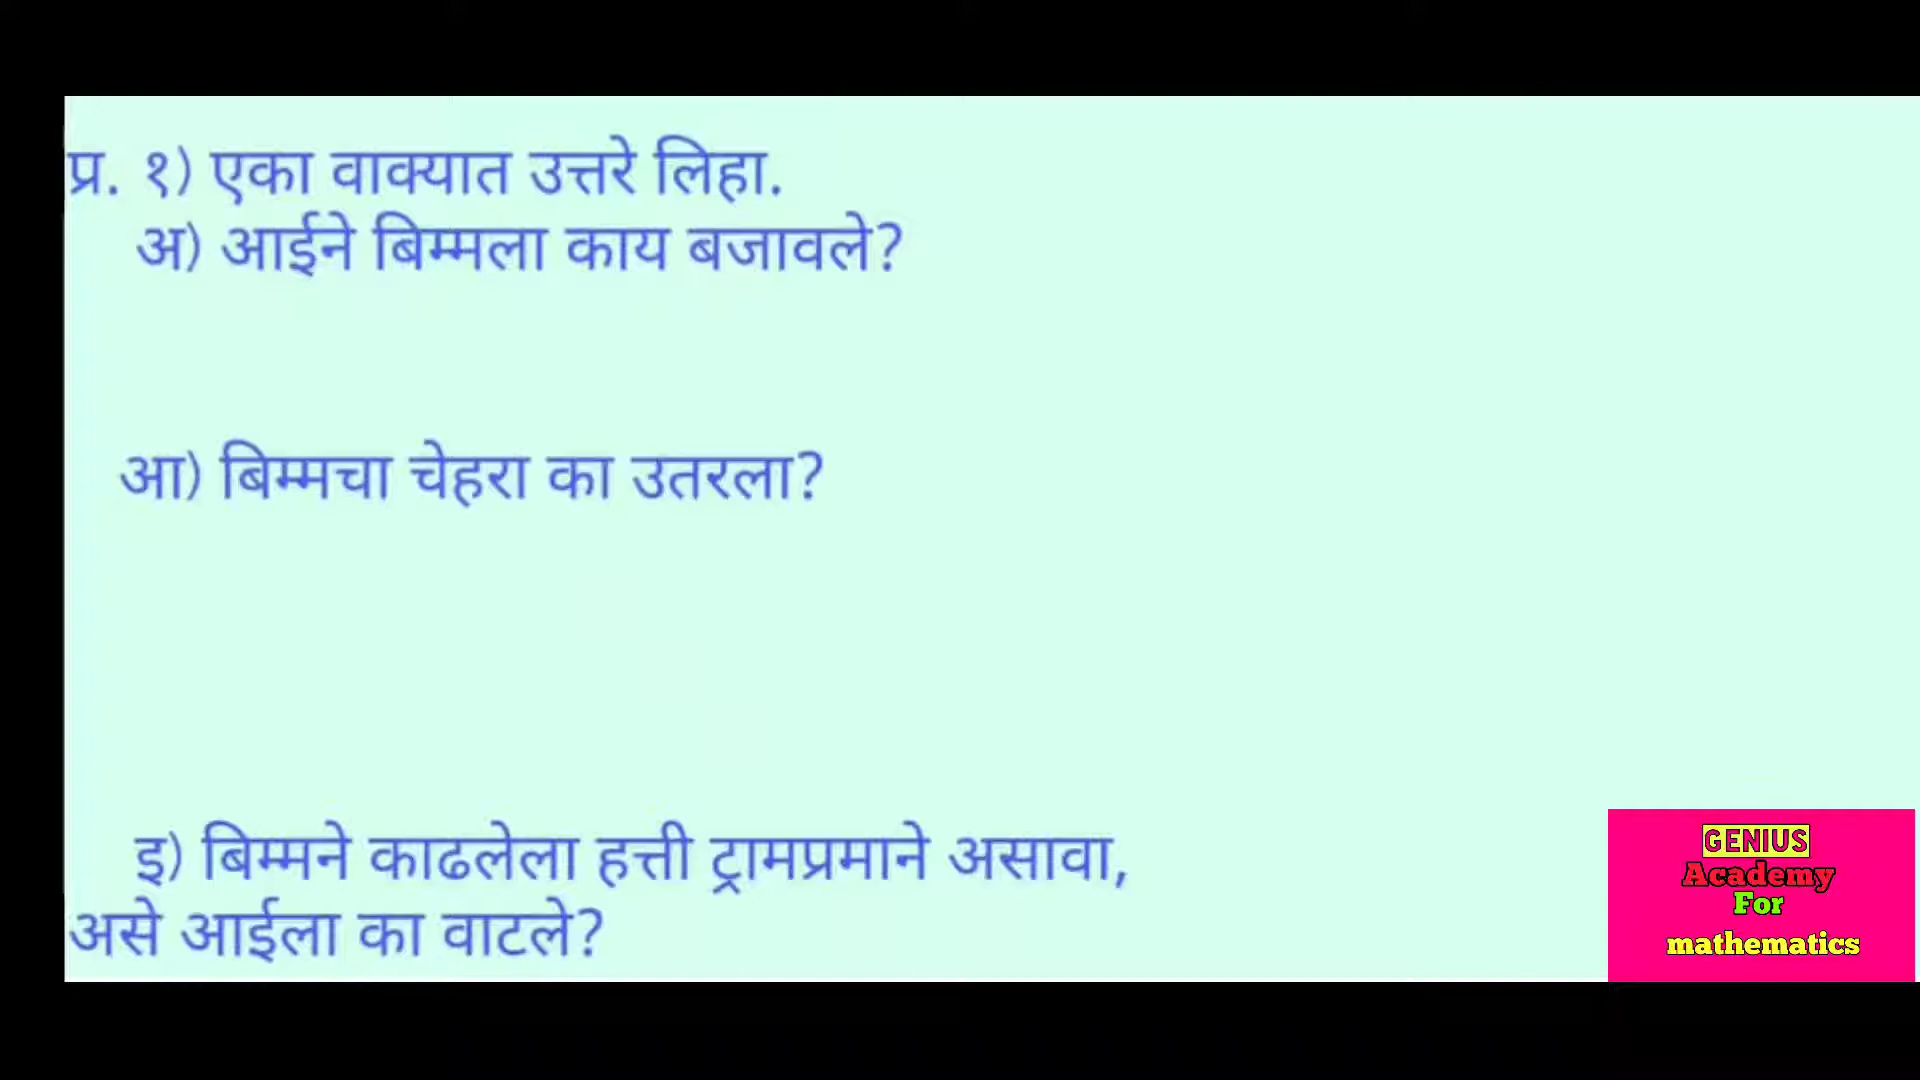 प्र. १) एका वाक्यात उत्तरे लिहा.
अ) आईने बिम्मला काय बजावले?
आ) बिम्मचा चेहरा का उतरला?
इ) बिम्मने काढलेला हत्ती ट्रामप्रमाने असावा,
असे आईला का वाटले?
GENIUS
Academy
For
mathematics